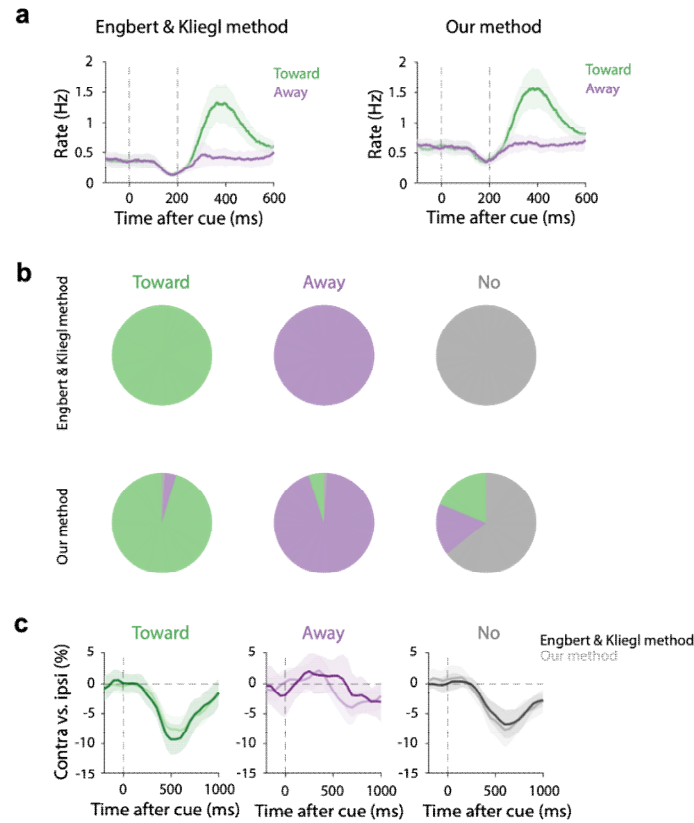 a
Engbert & Kliegl method
Our method
2
1.5
1
0.5
0
Rate (Hz)
0
200
400
600
Time after cue (ms)
Toward
Away
2
1.5
1
0.5
0
Rate (Hz)
0
200
400
600
Time after cue (ms)
Toward
Away
b
Toward
Away
No
Engbert & Kliegl method
Our method
c
Toward
Away
No
Engbert & Kliegl method
Our method
Contra vs. ipsi (%)
5
0
-5
-10
-15
0
500
1000
Time after cue (ms)
5
0
-5
-10
-15
0
500
1000
Time after cue (ms)
5
0
-5
-10
-15
0
500
1000
Time after cue (ms)